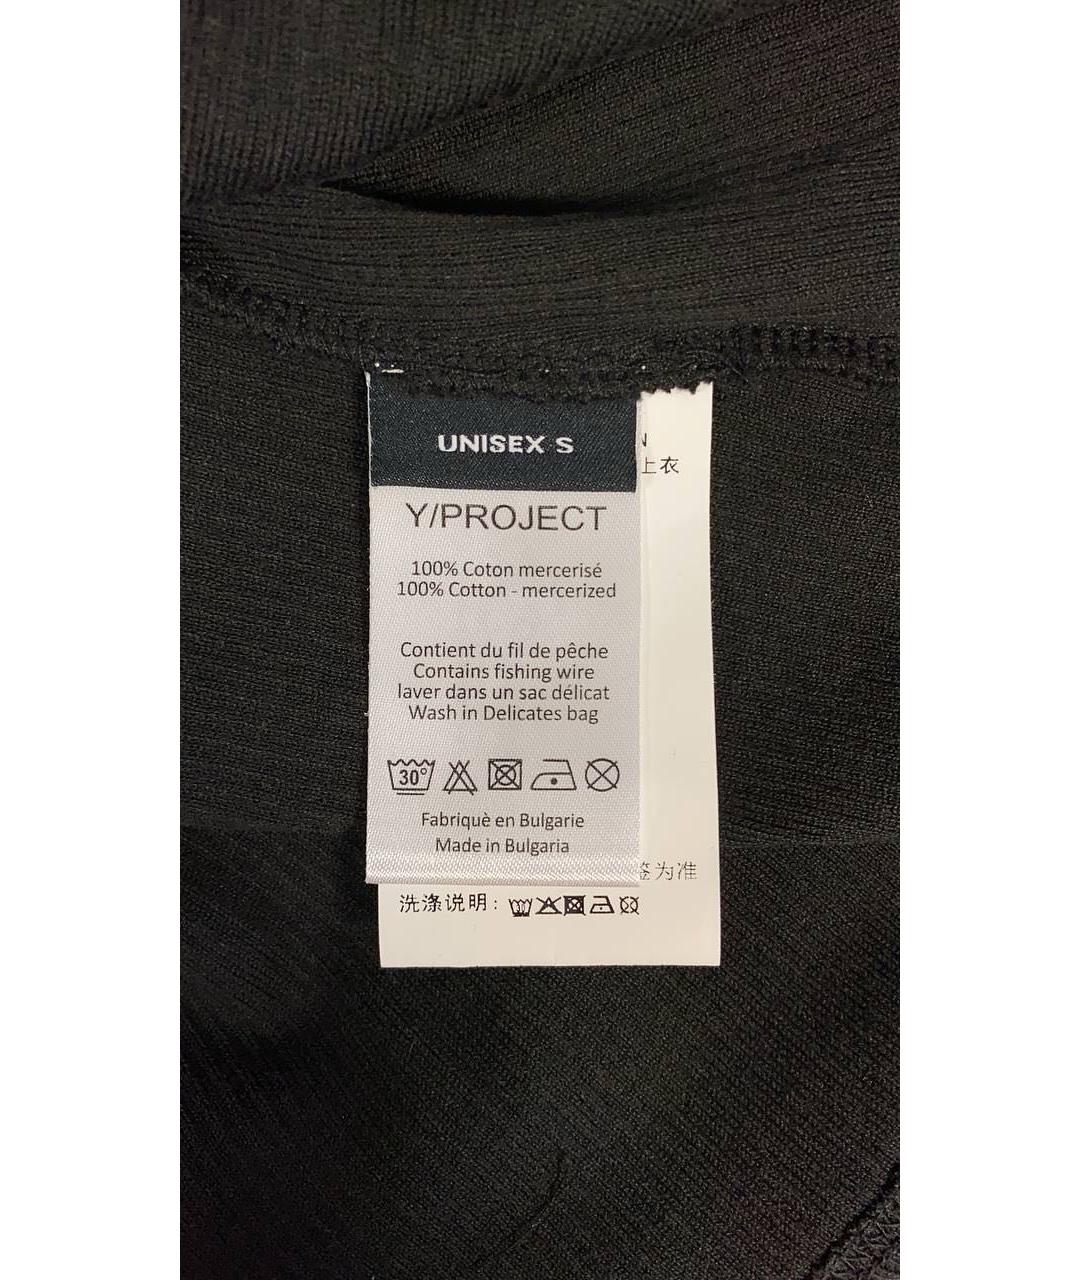 UNISEX S
上衣
Y/PROJECT
100% Coton mercerisé
100% Cotton - mercerized
Contient du fil de pêche
Contains fishing wire
laver dans un sac délicat
Wash in Delicates bag
30°
Fabriquè en Bulgarie
Made in Bulgaria
签为准
洗涤说明: